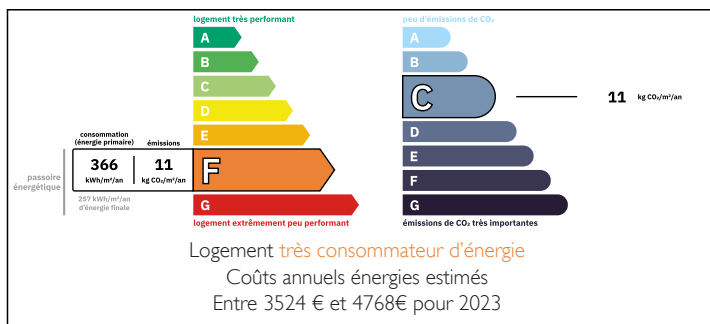 logement très performant
A
B
C
D
E
consommation
(énergie primaire)
émissions
366
kWh/m²/an
11
kg CO₂/m²/an
F
passoire
énergétique
257 kWh/m²/an
d'énergie finale
G
logement extrêmement peu performant
peu d'émissions de CO₂
A
B
C
11 kg CO₂/m²/an
D
E
F
G
émissions de CO₂ très importantes
Logement très consommateur d'énergie
Coûts annuels énergies estimés
Entre 3524 € et 4768€ pour 2023